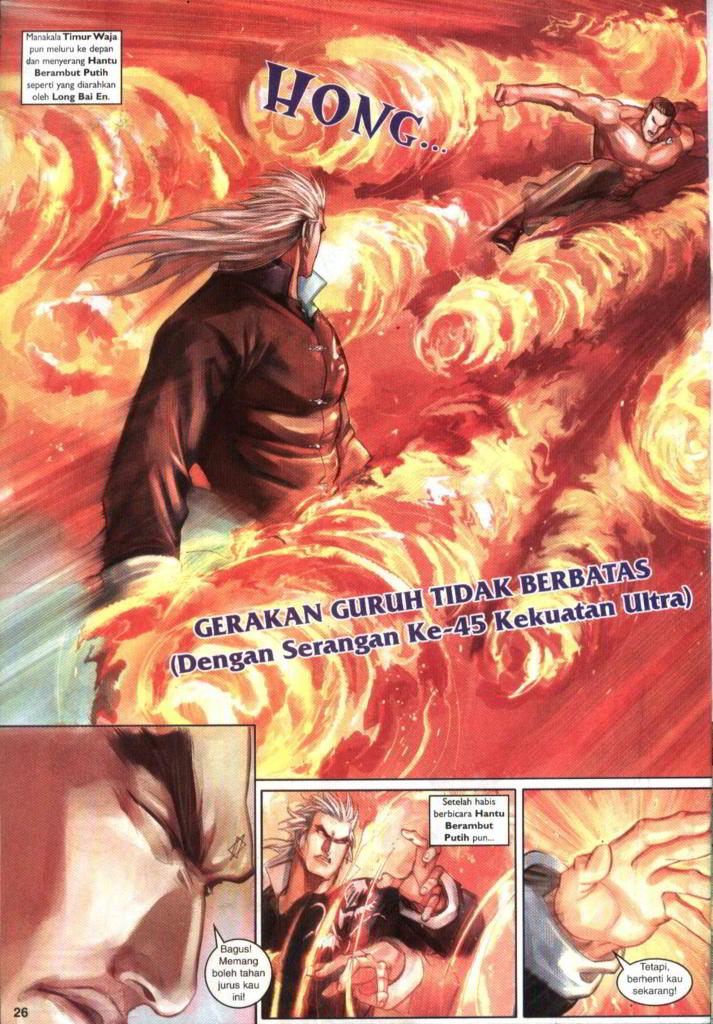 Manakala Timur Waja
pun meluru ke depan
dan menyerang Hantu
Berambut Putih
seperti yang diarahkan
oleh Long Bai En.
HONG...
GERAKAN GURUH TIDAK BERBATAS
(Dengan Serangan Ke-45 Kekuatan Ultra)
Bagus!
Memang
boleh tahan
jurus kau
ini!
Setelah habis
berbicara Hantu
Berambut
Putih pun...
Tetapi,
berhenti kau
sekarang!
26